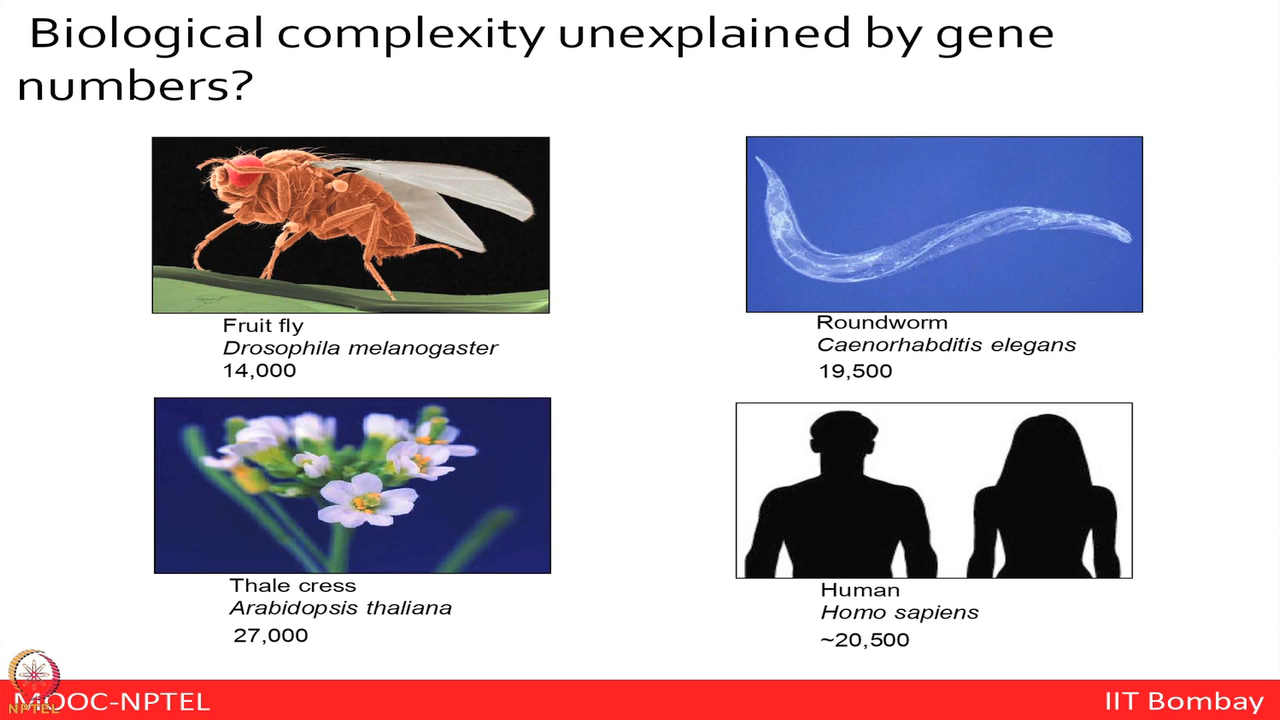 Biological complexity unexplained by gene
numbers?
Fruit fly
Drosophila melanogaster
14,000
Roundworm
Caenorhabditis elegans
19,500
Thale cress
Arabidopsis thaliana
27,000
Human
Homo sapiens
~20,500
NPTEL
MOOC-NPTEL
IIT Bombay